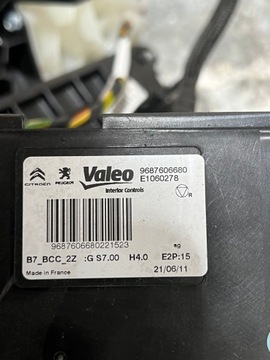 CITROËN PEUGEOT Valeo 9687606680
E1060278
Interior Controls
R
9687606680221523
ag
B7_BCC_2Z :G S7.00 H4.0 E2P:15
Made in France 21/06/11